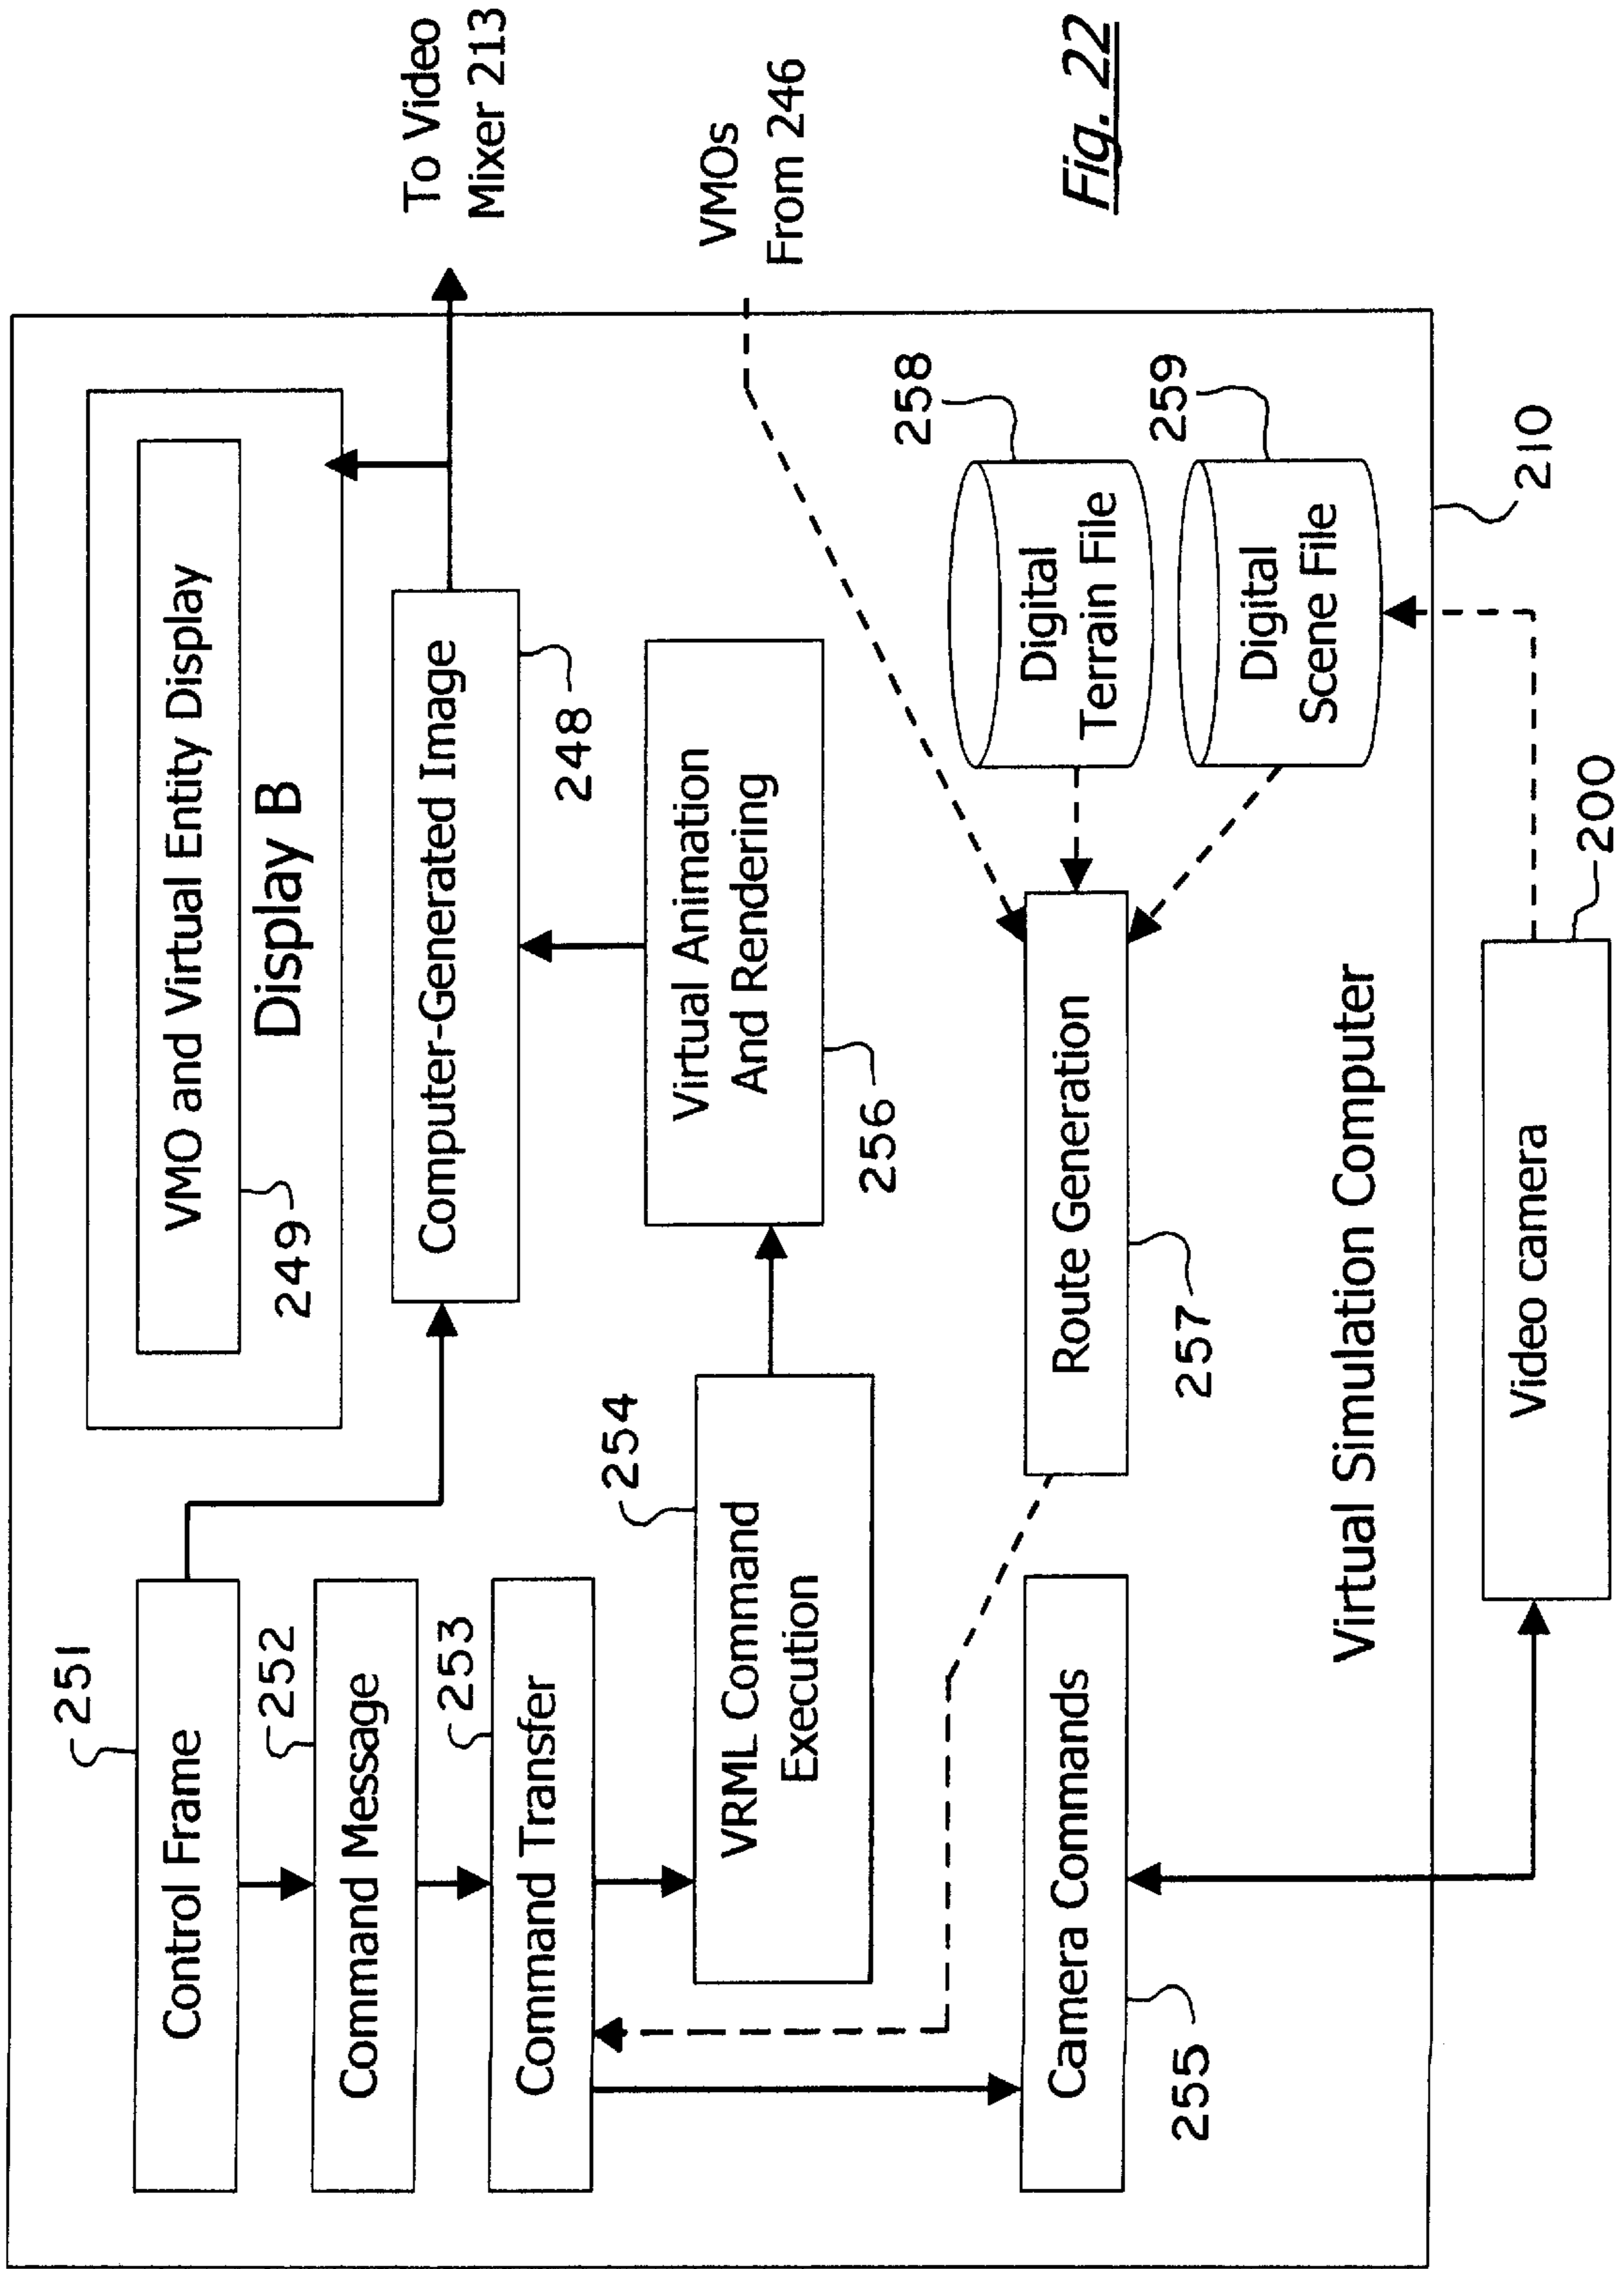 251
Control Frame
252
Command Message
253
Command Transfer
254
VRML Command
Execution
Camera Commands
255
VMO and Virtual Entity Display
249
Display B
Computer-Generated Image
248
Virtual Animation
And Rendering
256
Route Generation
257
Digital
Terrain File
258
Digital
Scene File
259
Virtual Simulation Computer
210
Video camera
200
To Video
Mixer 213
VMOs
From 246
Fig. 22